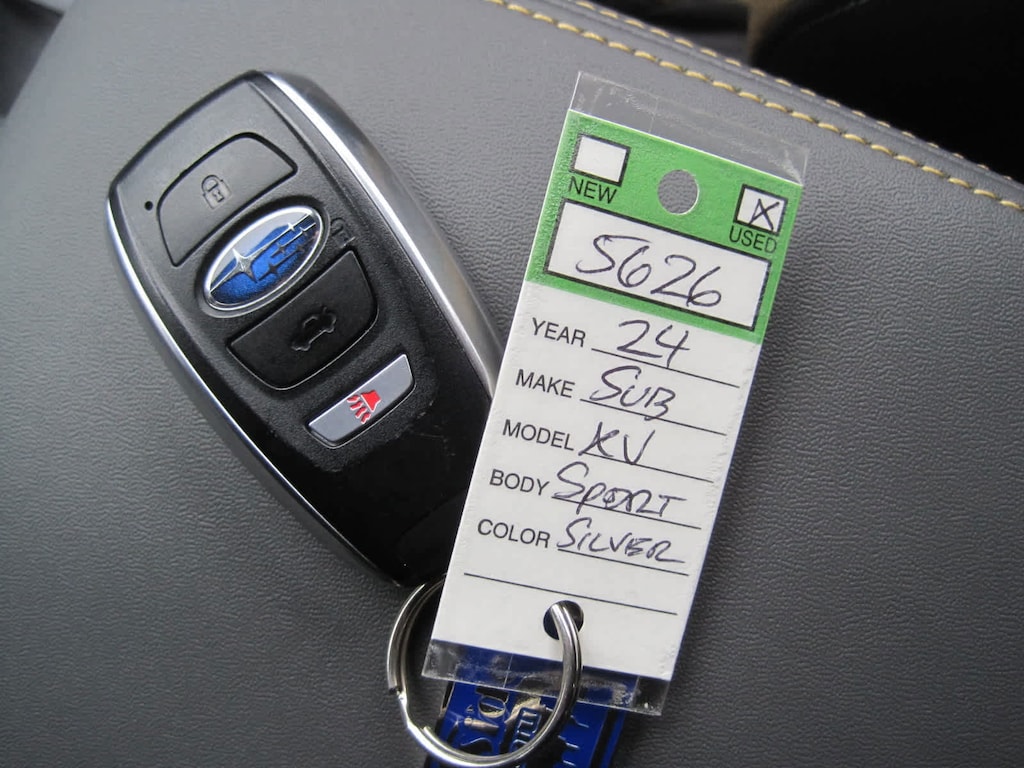 NEW
USED
5626
YEAR 24
MAKE SUB
MODEL XV
BODY SPORT
COLOR SILVER